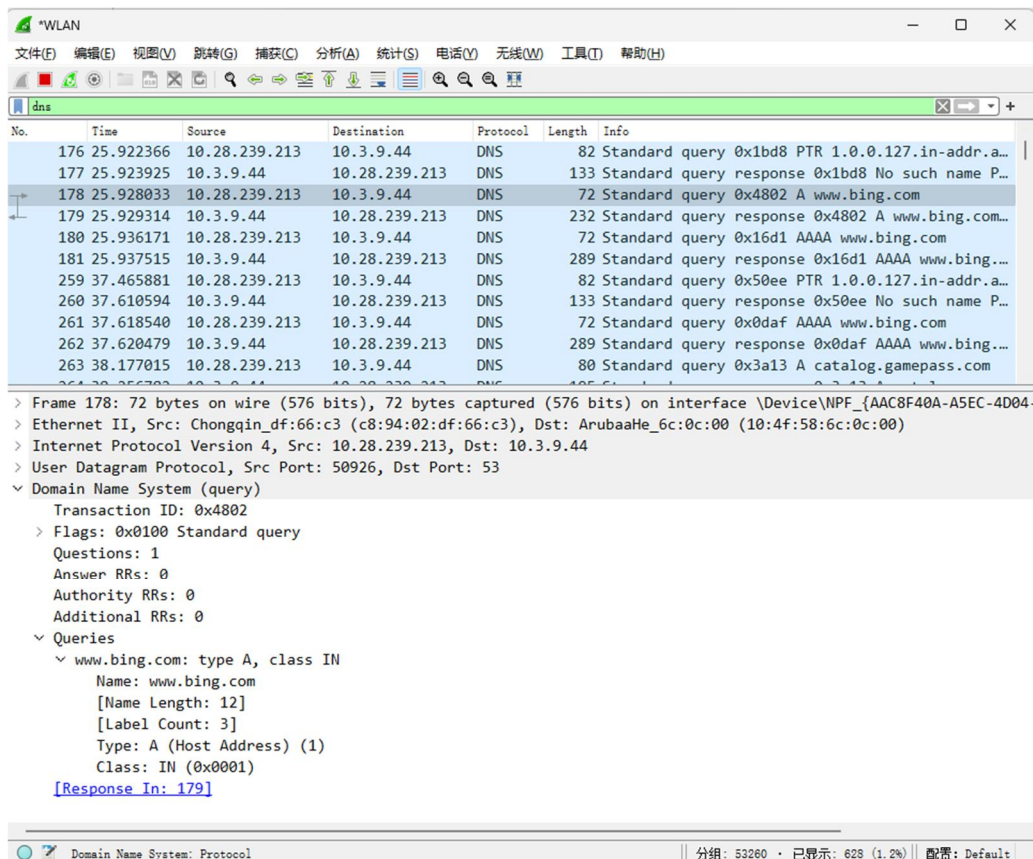 *WLAN
文件(F) 编辑(E) 视图(V) 跳转(G) 捕获(C) 分析(A) 统计(S) 电话(Y) 无线(W) 工具(T) 帮助(H)
dns
No. Time Source Destination Protocol Length Info
176 25.922366 10.28.239.213 10.3.9.44 DNS 82 Standard query 0x1bd8 PTR 1.0.0.127.in-addr.a…
177 25.923925 10.3.9.44 10.28.239.213 DNS 133 Standard query response 0x1bd8 No such name P…
178 25.928033 10.28.239.213 10.3.9.44 DNS 72 Standard query 0x4802 A www.bing.com
179 25.929314 10.3.9.44 10.28.239.213 DNS 232 Standard query response 0x4802 A www.bing.com…
180 25.936171 10.28.239.213 10.3.9.44 DNS 72 Standard query 0x16d1 AAAA www.bing.com
181 25.937515 10.3.9.44 10.28.239.213 DNS 289 Standard query response 0x16d1 AAAA www.bing.…
259 37.465881 10.28.239.213 10.3.9.44 DNS 82 Standard query 0x50ee PTR 1.0.0.127.in-addr.a…
260 37.610594 10.3.9.44 10.28.239.213 DNS 133 Standard query response 0x50ee No such name P…
261 37.618540 10.28.239.213 10.3.9.44 DNS 72 Standard query 0x0daf AAAA www.bing.com
262 37.620479 10.3.9.44 10.28.239.213 DNS 289 Standard query response 0x0daf AAAA www.bing.…
263 38.177015 10.28.239.213 10.3.9.44 DNS 80 Standard query 0x3a13 A catalog.gamepass.com
Frame 178: 72 bytes on wire (576 bits), 72 bytes captured (576 bits) on interface \Device\NPF_{AAC8F40A-A5EC-4D04-
Ethernet II, Src: Chongqin_df:66:c3 (c8:94:02:df:66:c3), Dst: ArubaaHe_6c:0c:00 (10:4f:58:6c:0c:00)
Internet Protocol Version 4, Src: 10.28.239.213, Dst: 10.3.9.44
User Datagram Protocol, Src Port: 50926, Dst Port: 53
Domain Name System (query)
Transaction ID: 0x4802
Flags: 0x0100 Standard query
Questions: 1
Answer RRs: 0
Authority RRs: 0
Additional RRs: 0
Queries
www.bing.com: type A, class IN
Name: www.bing.com
[Name Length: 12]
[Label Count: 3]
Type: A (Host Address) (1)
Class: IN (0x0001)
[Response In: 179]
Domain Name System: Protocol 分组: 53260 · 已显示: 628 (1.2%) 配置: Default